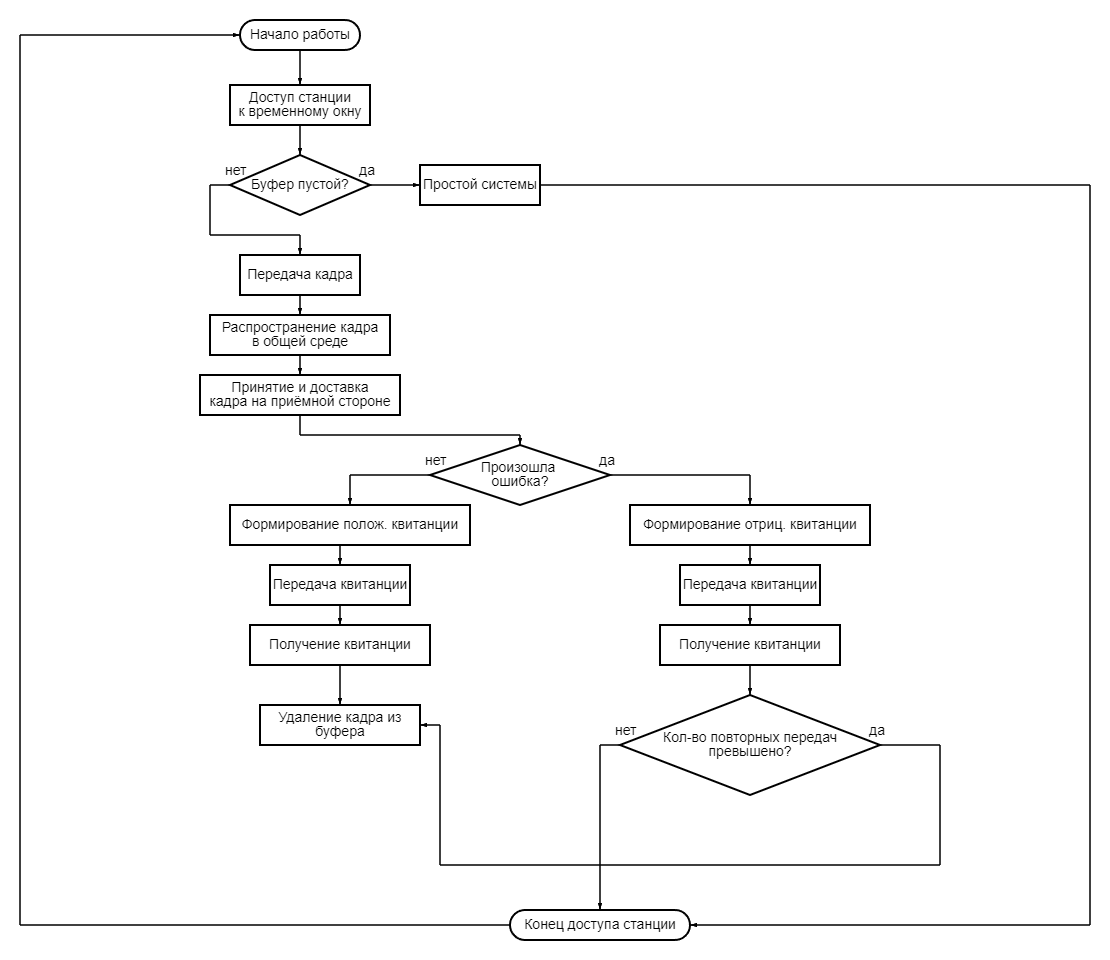 Начало работы
Доступ станции
к временному окну
нет
да
Буфер пустой?
Простой системы
Передача кадра
Распространение кадра
в общей среде
Принятие и доставка
кадра на приёмной стороне
нет
да
Произошла
ошибка?
Формирование полож. квитанции
Формирование отриц. квитанции
Передача квитанции
Передача квитанции
Получение квитанции
Получение квитанции
Удаление кадра из
буфера
нет
да
Кол-во повторных передач
превышено?
Конец доступа станции